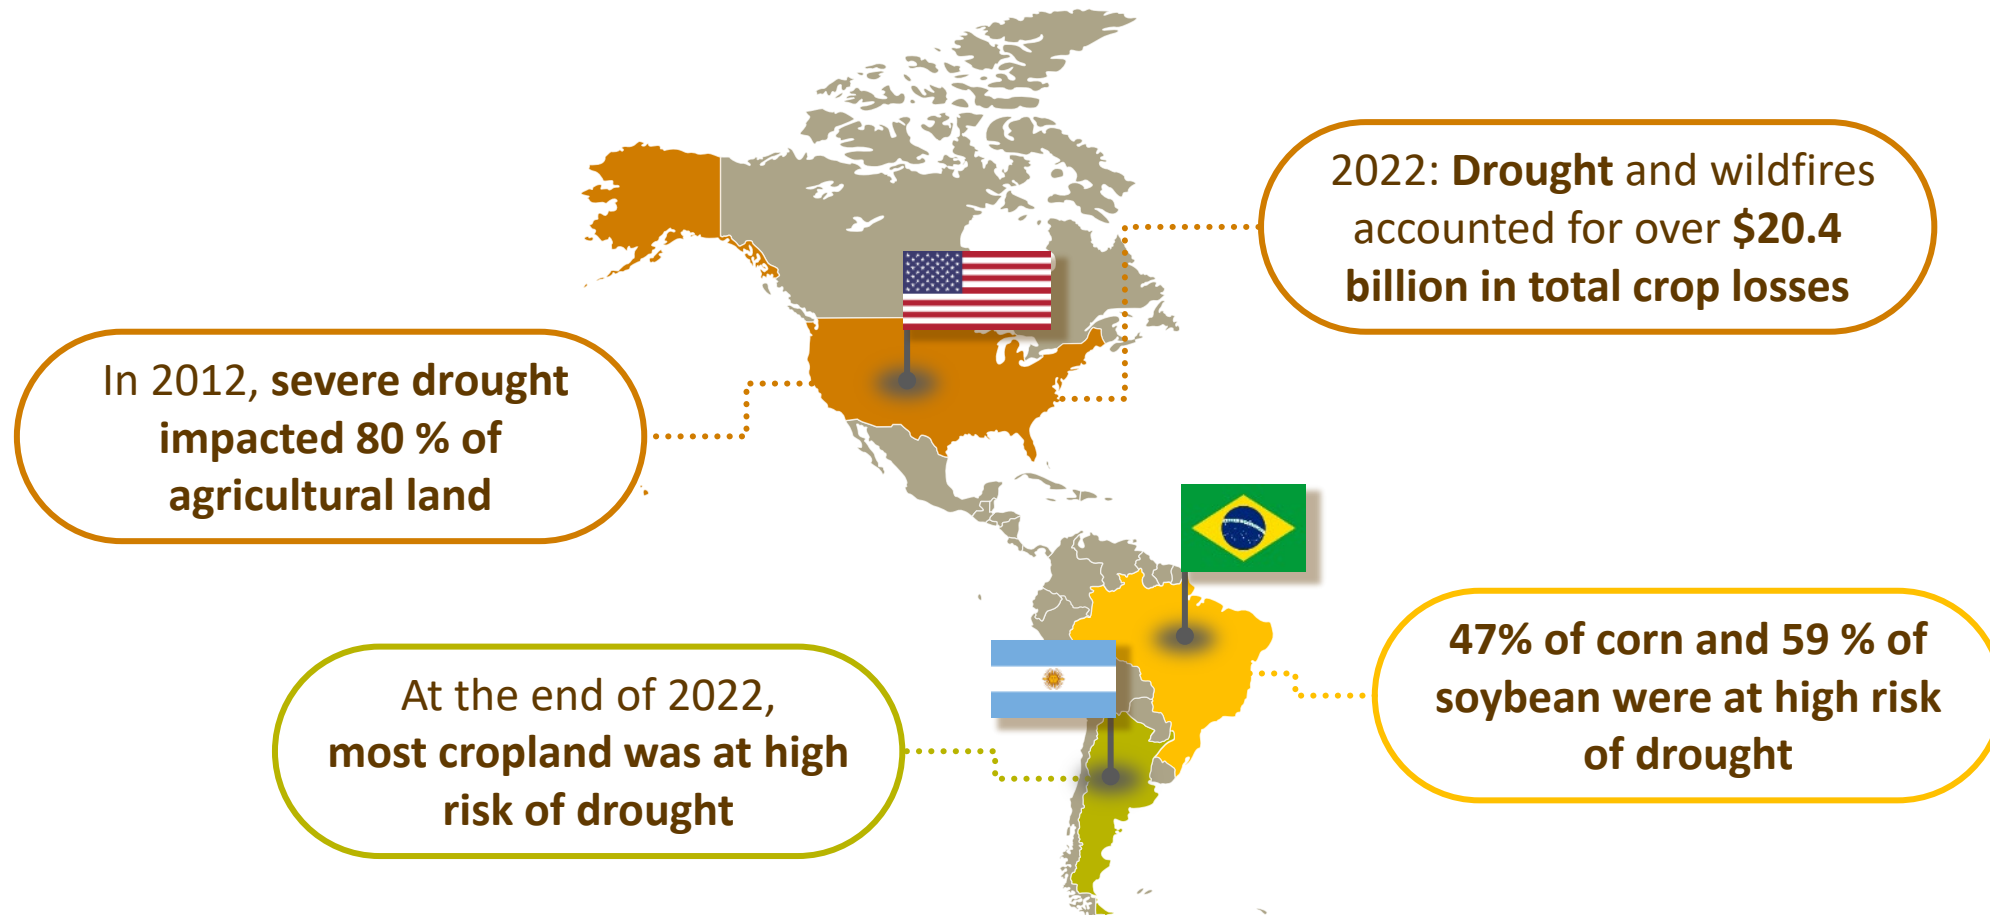 2022: Drought and wildfires
accounted for over $20.4
billion in total crop losses
In 2012, severe drought
impacted 80 % of
agricultural land
47% of corn and 59 % of
soybean were at high risk
of drought
At the end of 2022,
most cropland was at high
risk of drought